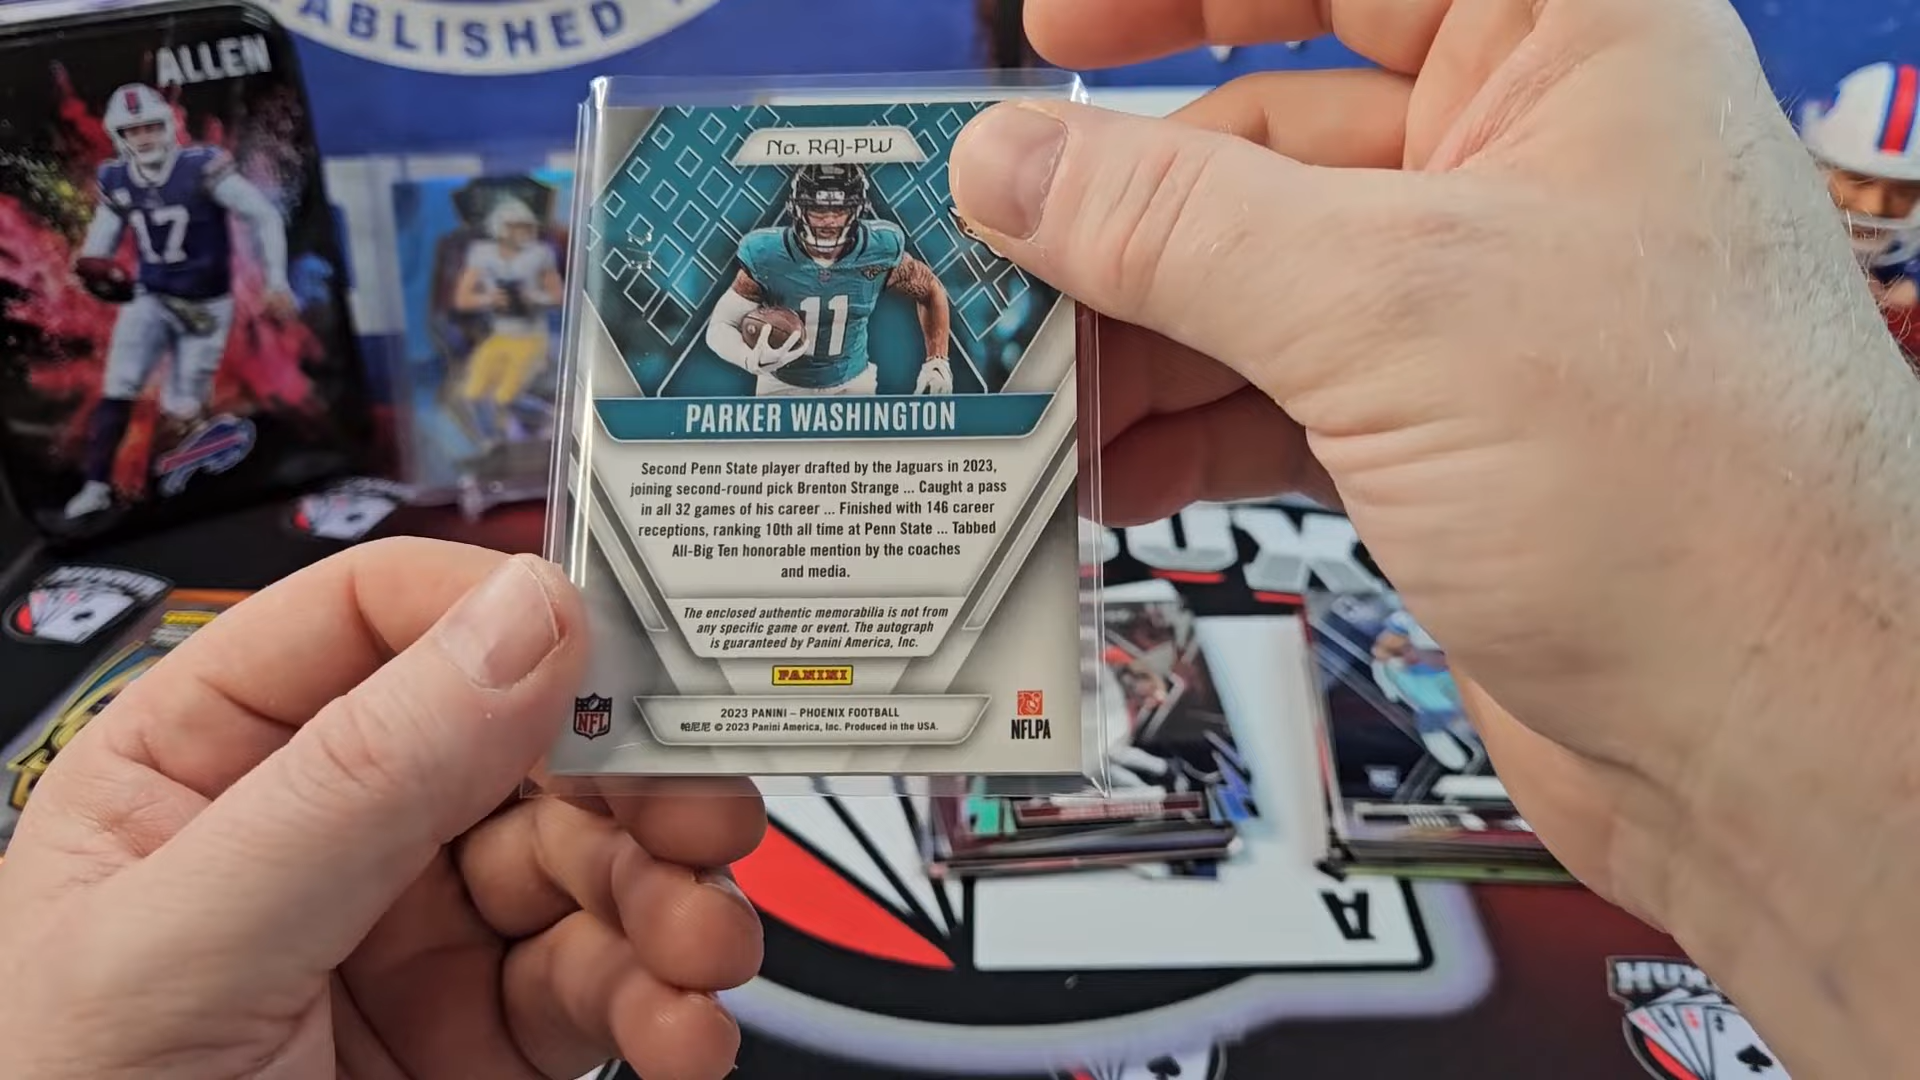 ABLISHED
ALLEN
17
No. RAJ-PW
11
PARKER WASHINGTON
Second Penn State player drafted by the Jaguars in 2023,
joining second-round pick Brenton Strange ... Caught a pass
in all 32 games of his career ... Finished with 146 career
receptions, ranking 10th all time at Penn State ... Tabbed
All-Big Ten honorable mention by the coaches
and media.
The enclosed authentic memorabilia is not from
any specific game or event. The autograph
is guaranteed by Panini America, Inc.
PANINI
2023 PANINI – PHOENIX FOOTBALL
帕尼尼 © 2023 Panini America, Inc. Produced in the USA.
NFL
NFLPA
A